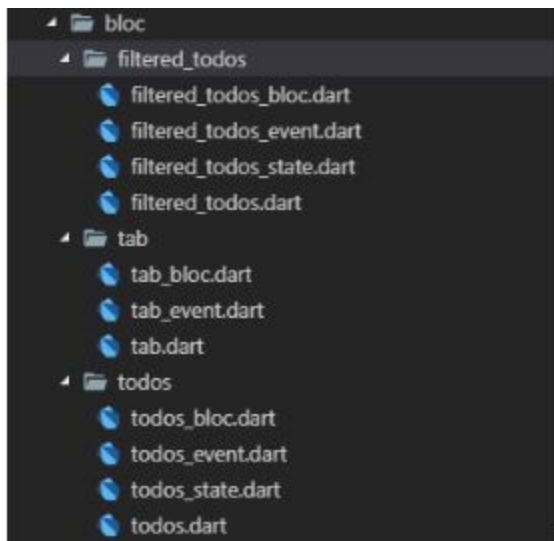 bloc
filtered_todos
filtered_todos_bloc.dart
filtered_todos_event.dart
filtered_todos_state.dart
filtered_todos.dart
tab
tab_bloc.dart
tab_event.dart
tab.dart
todos
todos_bloc.dart
todos_event.dart
todos_state.dart
todos.dart